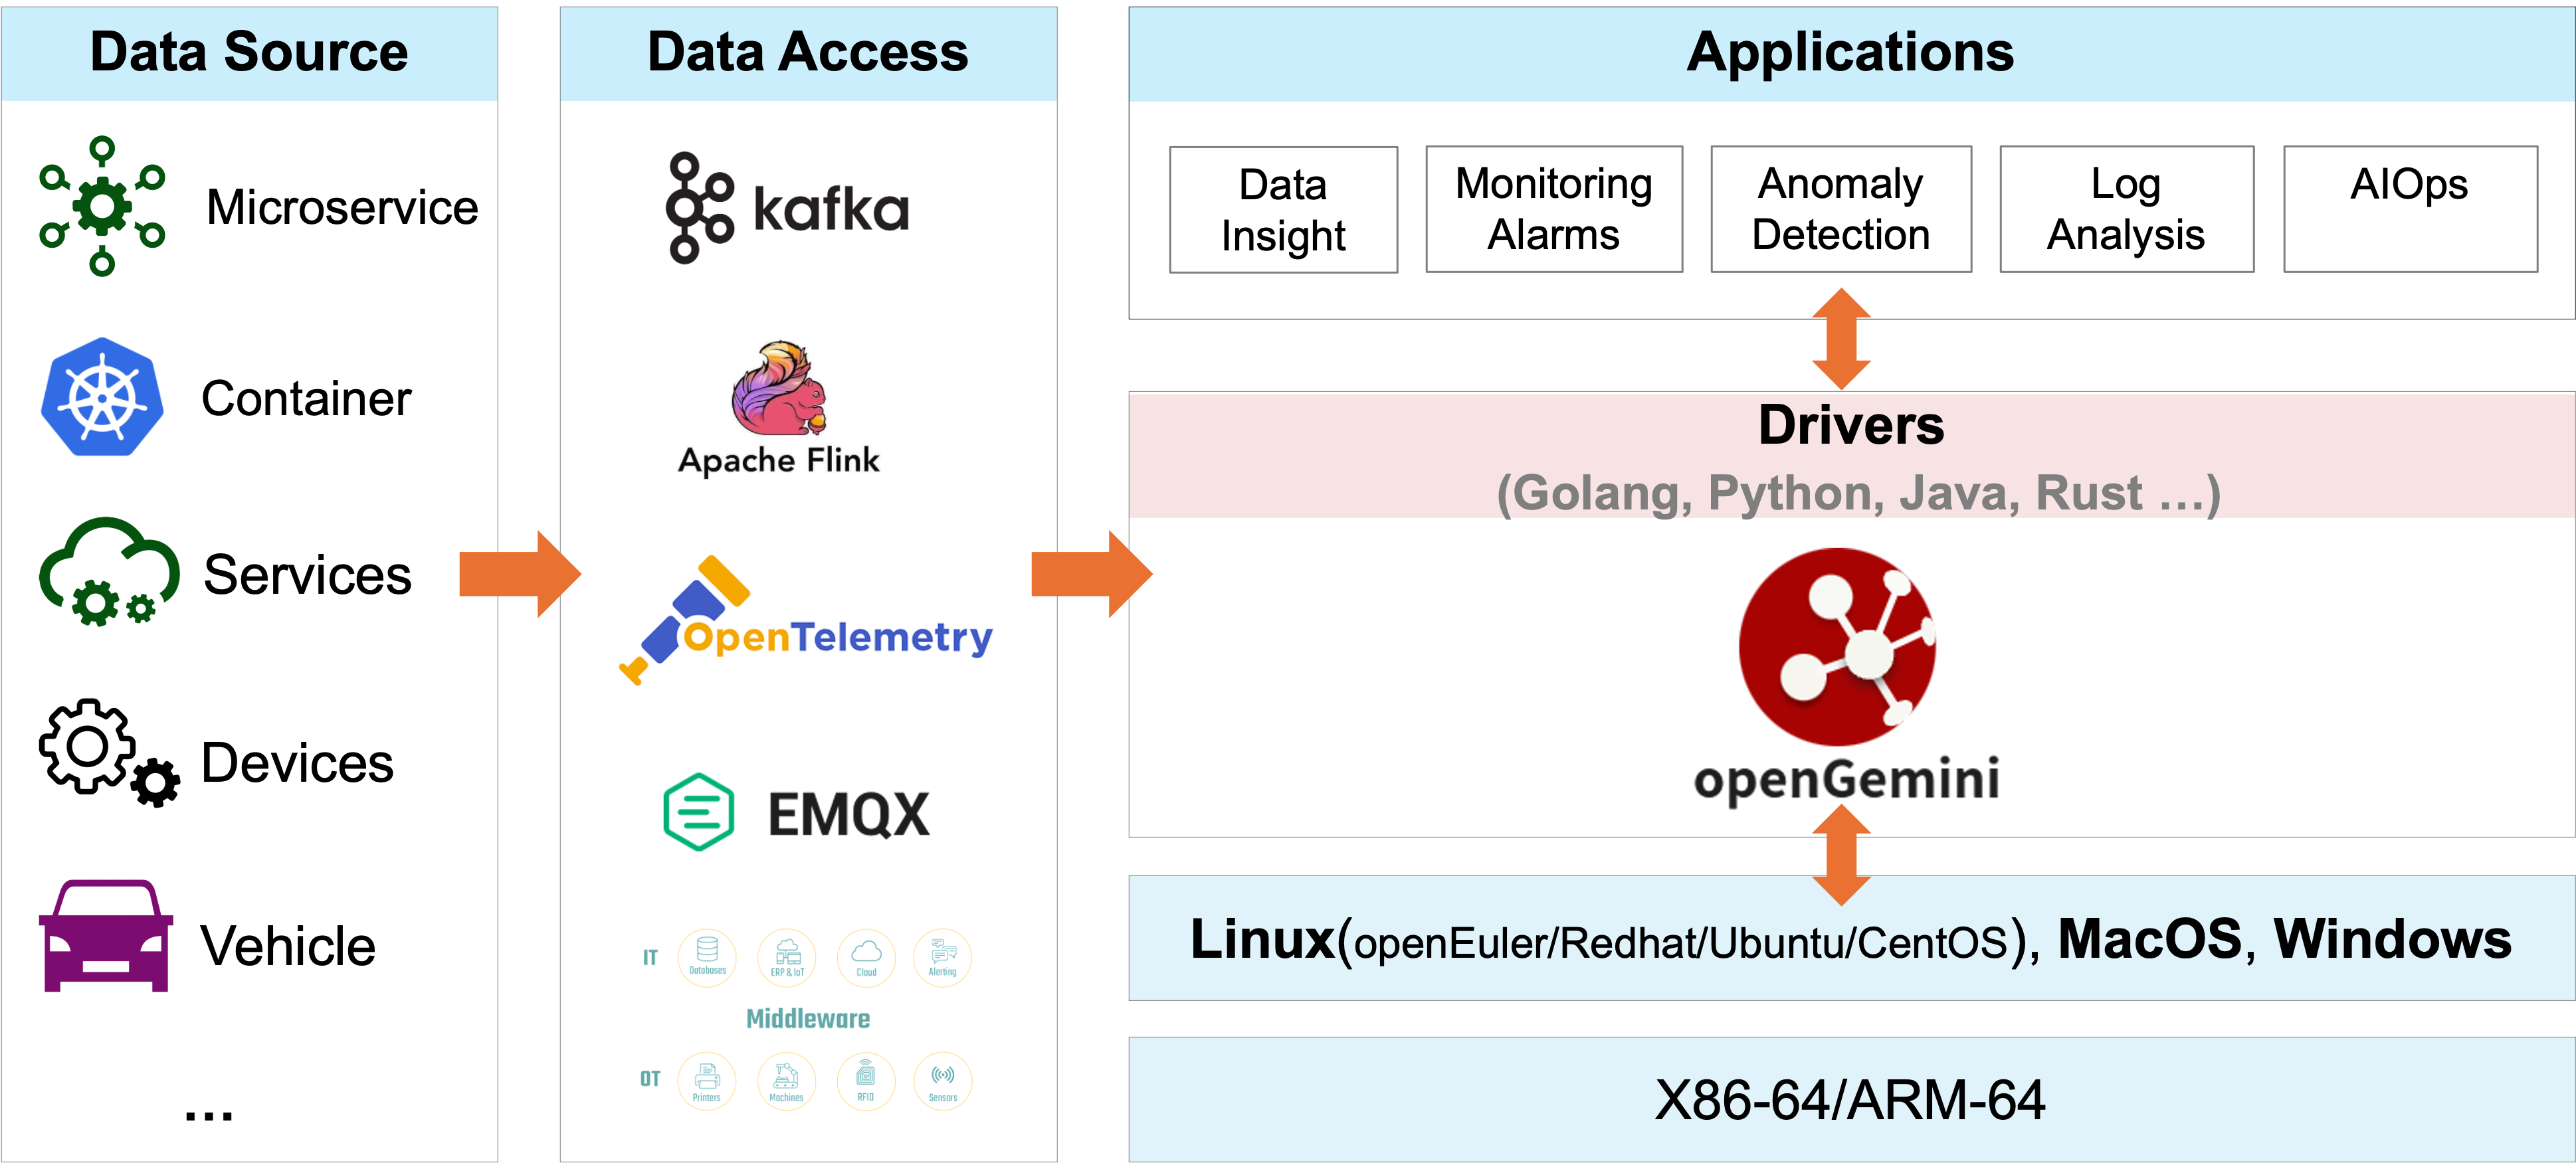 Data Source
Microservice
Container
Services
Devices
Vehicle
...
Data Access
kafka
Apache Flink
OpenTelemetry
EMQX
IT
Databases
ERP & IoT
Cloud
Alerting
Middleware
OT
Printers
Machines
RFID
Sensors
Applications
Data
Insight
Monitoring
Alarms
Anomaly
Detection
Log
Analysis
AIOps
Drivers
(Golang, Python, Java, Rust …)
openGemini
Linux(openEuler/Redhat/Ubuntu/CentOS), MacOS, Windows
X86-64/ARM-64